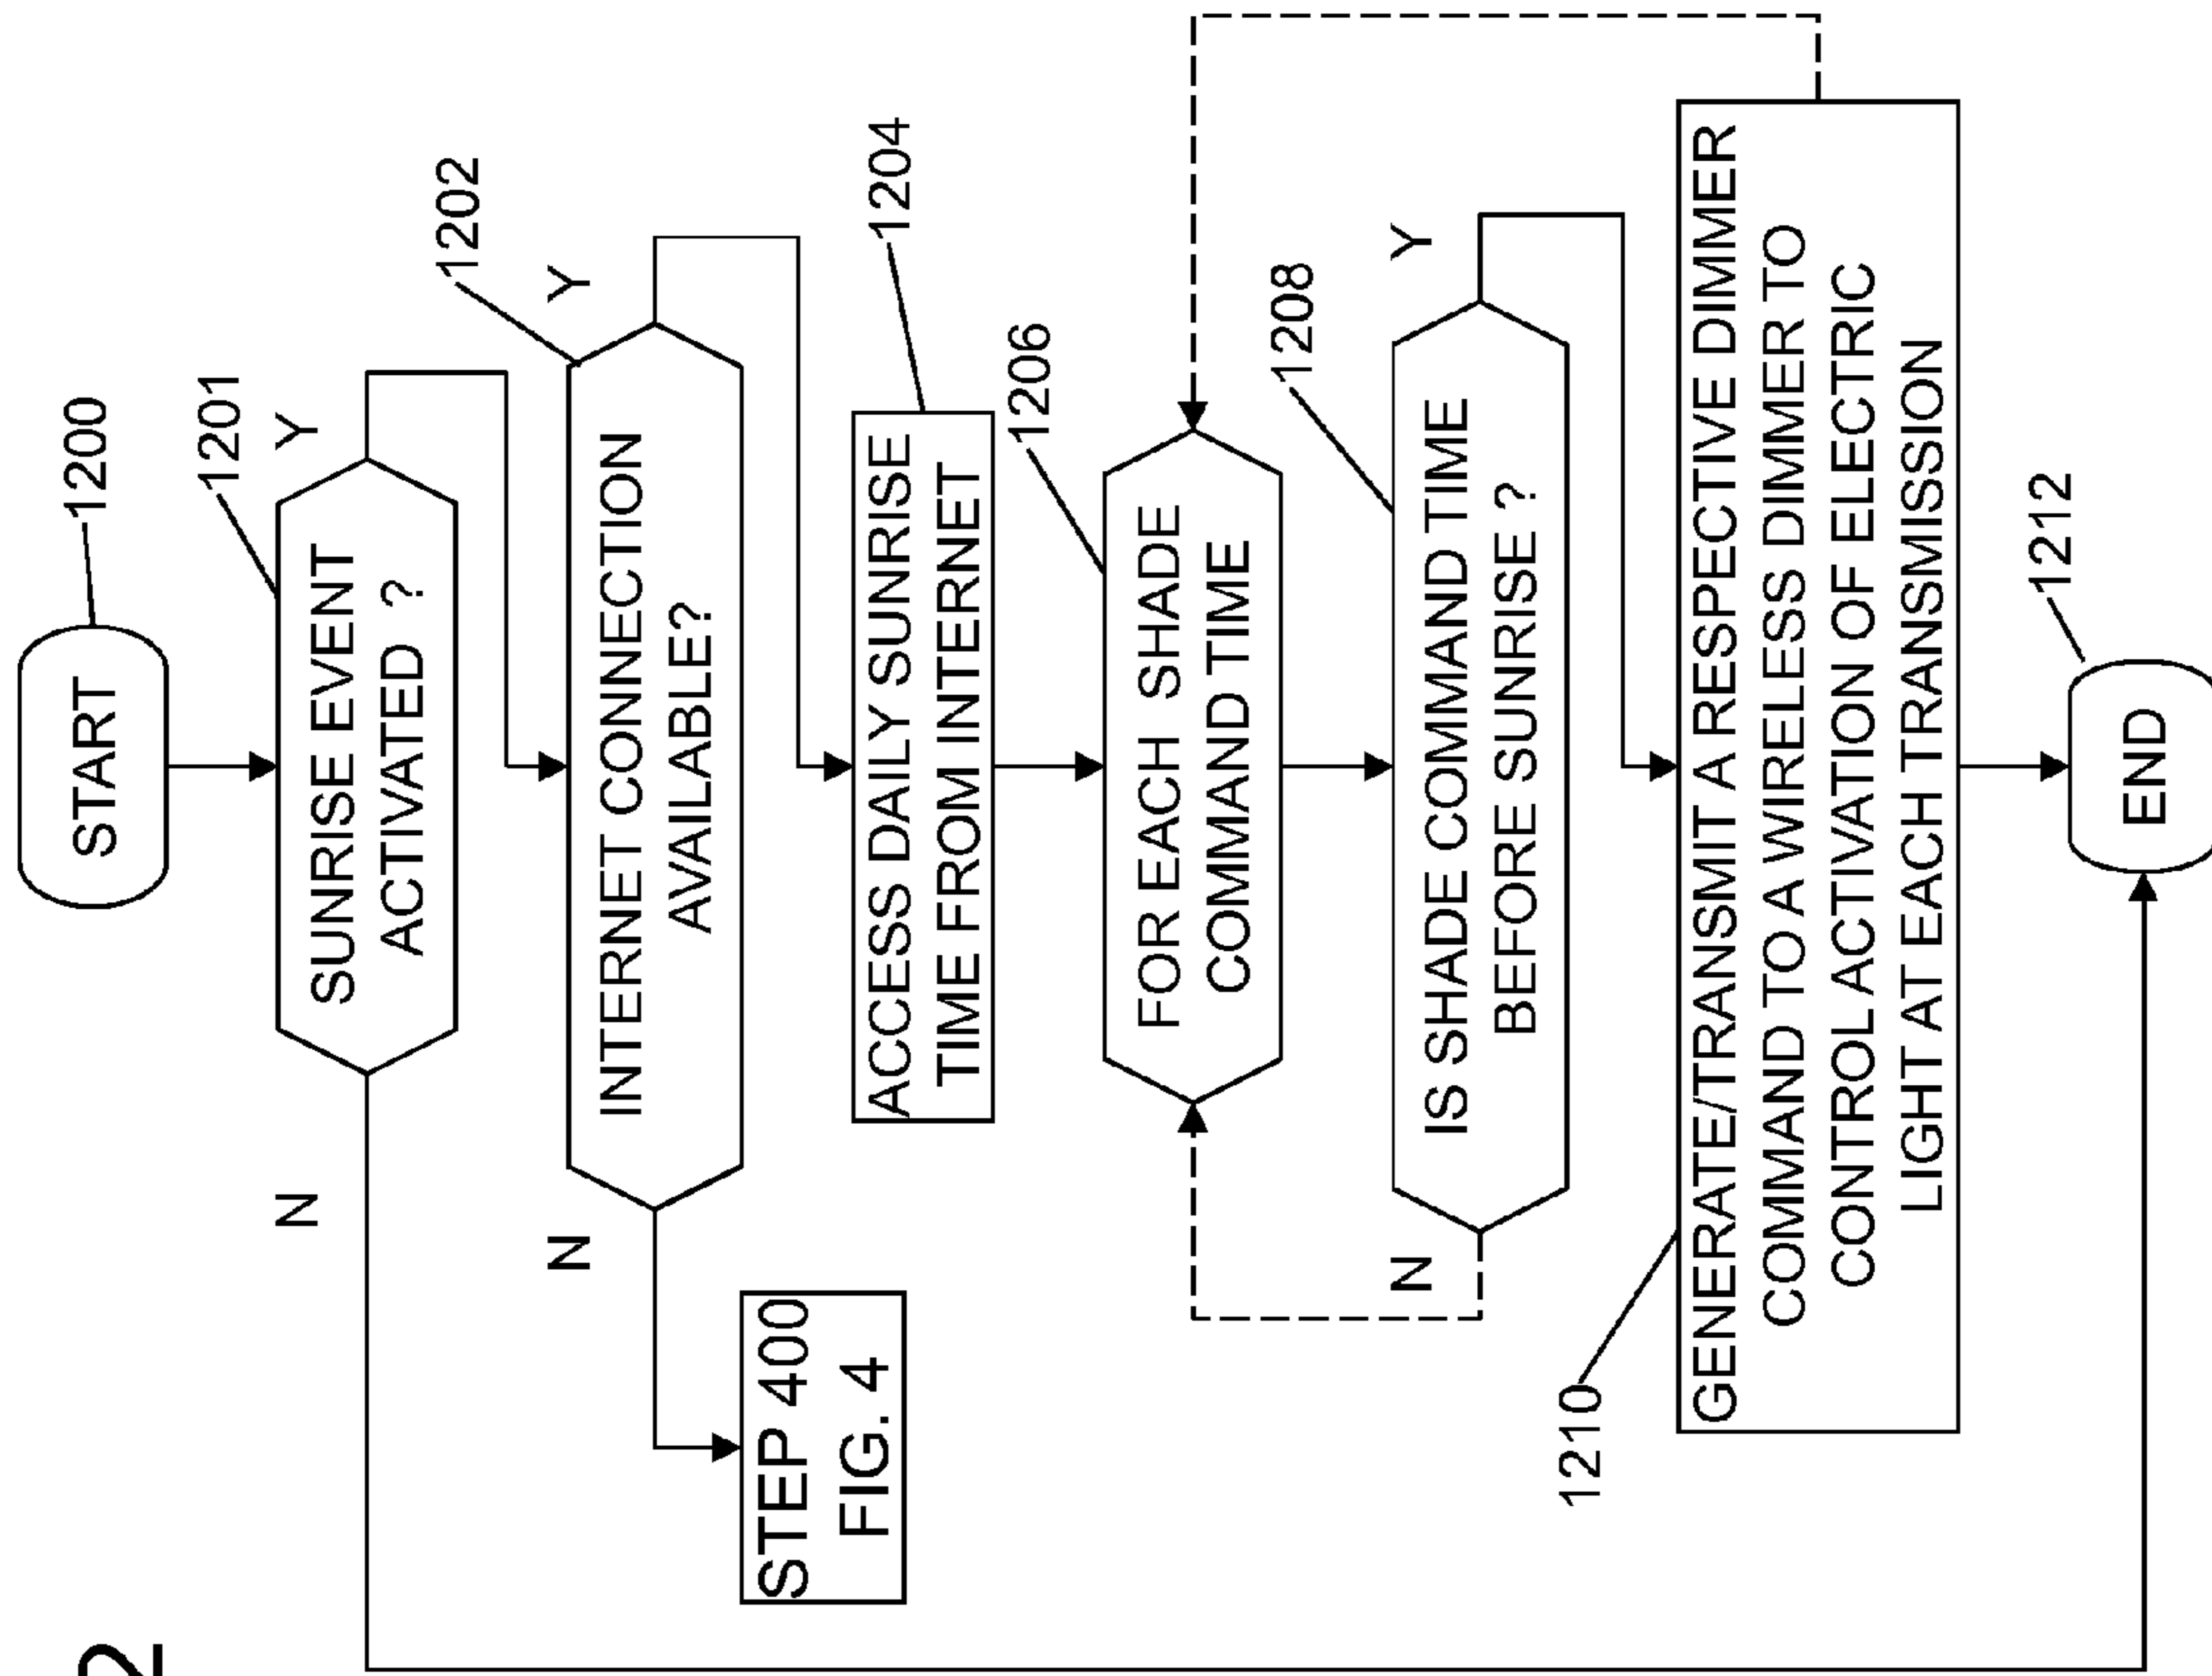 2
START
1200
1201
SUNRISE EVENT
ACTIVATED ?
Y
N
1202
INTERNET CONNECTION
AVAILABLE?
Y
N
STEP 400
FIG. 4
1204
ACCESS DAILY SUNRISE
TIME FROM INTERNET
1206
FOR EACH SHADE
COMMAND TIME
1208
IS SHADE COMMAND TIME
BEFORE SUNRISE ?
Y
N
1210
GENERATE/TRANSMIT A RESPECTIVE DIMMER
COMMAND TO A WIRELESS DIMMER TO
CONTROL ACTIVATION OF ELECTRIC
LIGHT AT EACH TRANSMISSION
1212
END